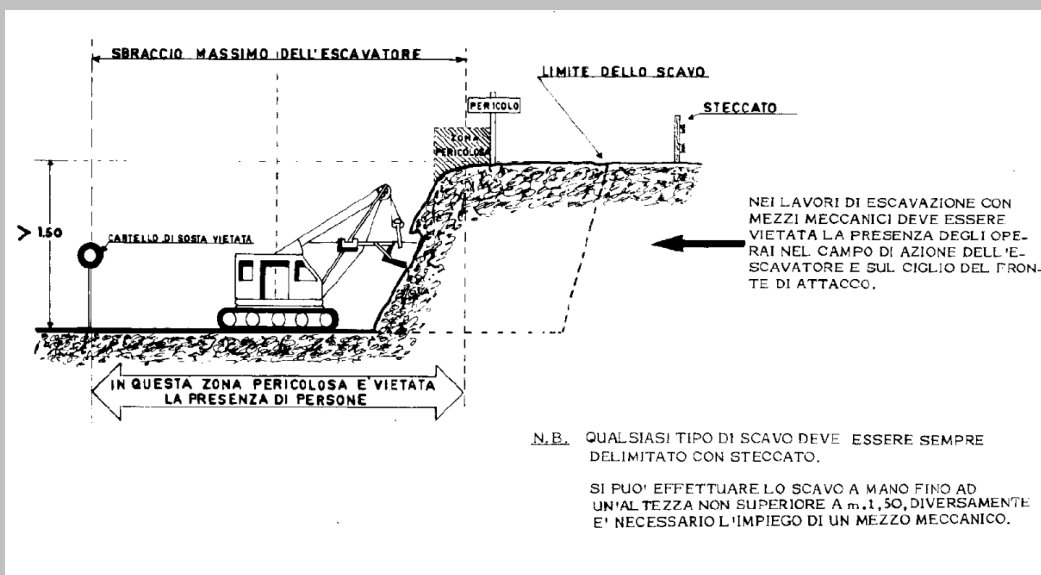 SBRACCIO MASSIMO DELL'ESCAVATORE
LIMITE DELLO SCAVO
PERICOLO
STECCATO
ZONA
PERICOLOSA
> 1.50
CARTELLO DI SOSTA VIETATA
NEI LAVORI DI ESCAVAZIONE CON
MEZZI MECCANICI DEVE ESSERE
VIETATA LA PRESENZA DEGLI OPE-
RAI NEL CAMPO DI AZIONE DELL'E-
SCAVATORE E SUL CIGLIO DEL FRON-
TE DI ATTACCO.
IN QUESTA ZONA PERICOLOSA E' VIETATA
LA PRESENZA DI PERSONE
N.B. QUALSIASI TIPO DI SCAVO DEVE ESSERE SEMPRE
DELIMITATO CON STECCATO.
SI PUO' EFFETTUARE LO SCAVO A MANO FINO AD
UN'ALTEZZA NON SUPERIORE A m.1,50, DIVERSAMENTE
E' NECESSARIO L'IMPIEGO DI UN MEZZO MECCANICO.